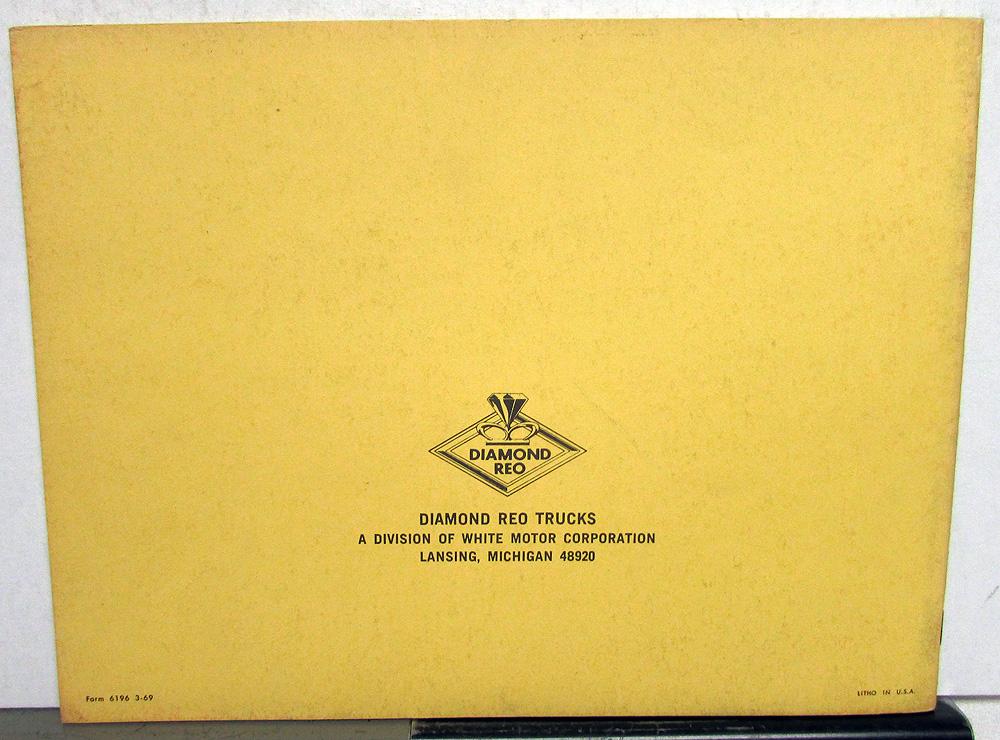 DIAMOND
REO
DIAMOND REO TRUCKS
A DIVISION OF WHITE MOTOR CORPORATION
LANSING, MICHIGAN 48920
Form 6196 3-69
LITHO IN U.S.A.